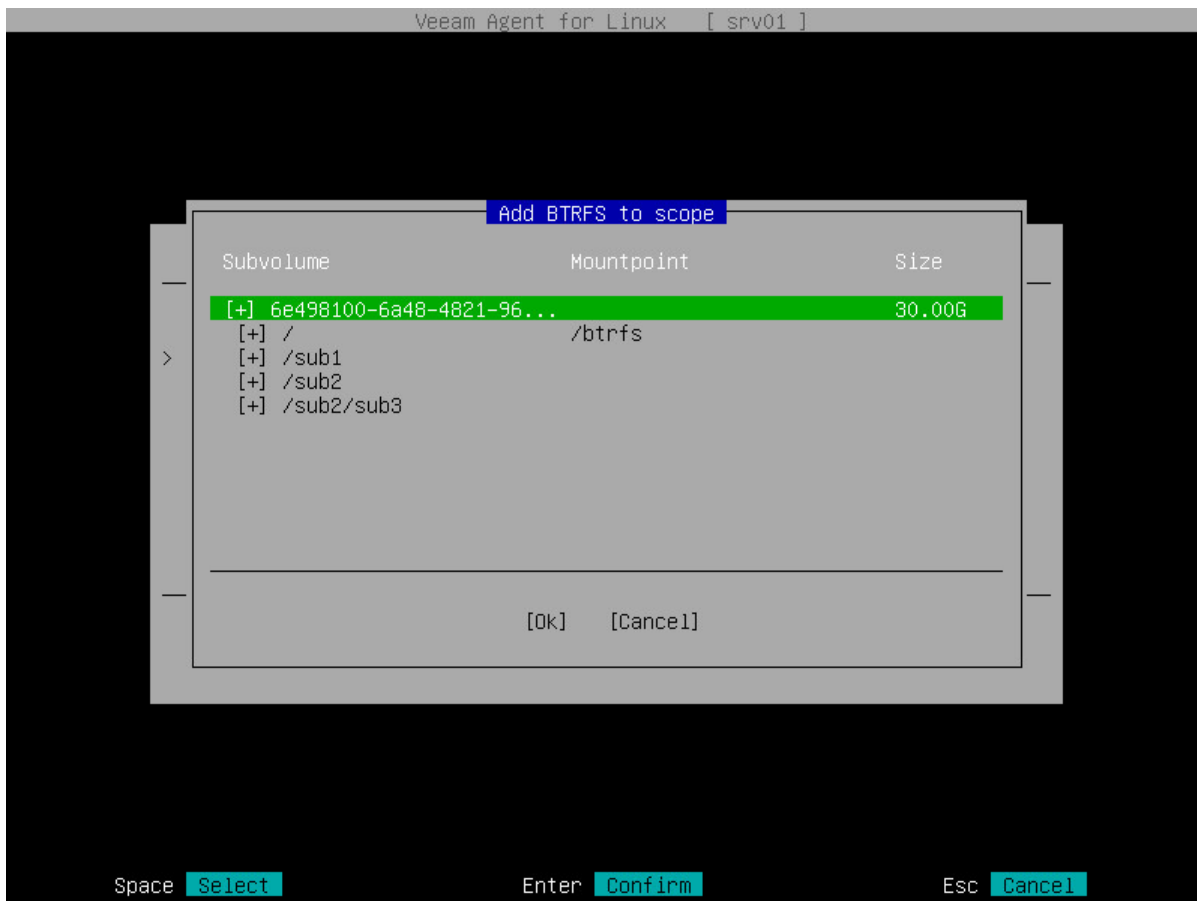 Veeam Agent for Linux [ srv01 ]
Add BTRFS to scope
Subvolume Mountpoint Size
[+] 6e498100-6a48-4821-96... 30.00G
[+] / /btrfs
> [+] /sub1
[+] /sub2
[+] /sub2/sub3
[Ok] [Cancel]
Space Select Enter Confirm Esc Cancel